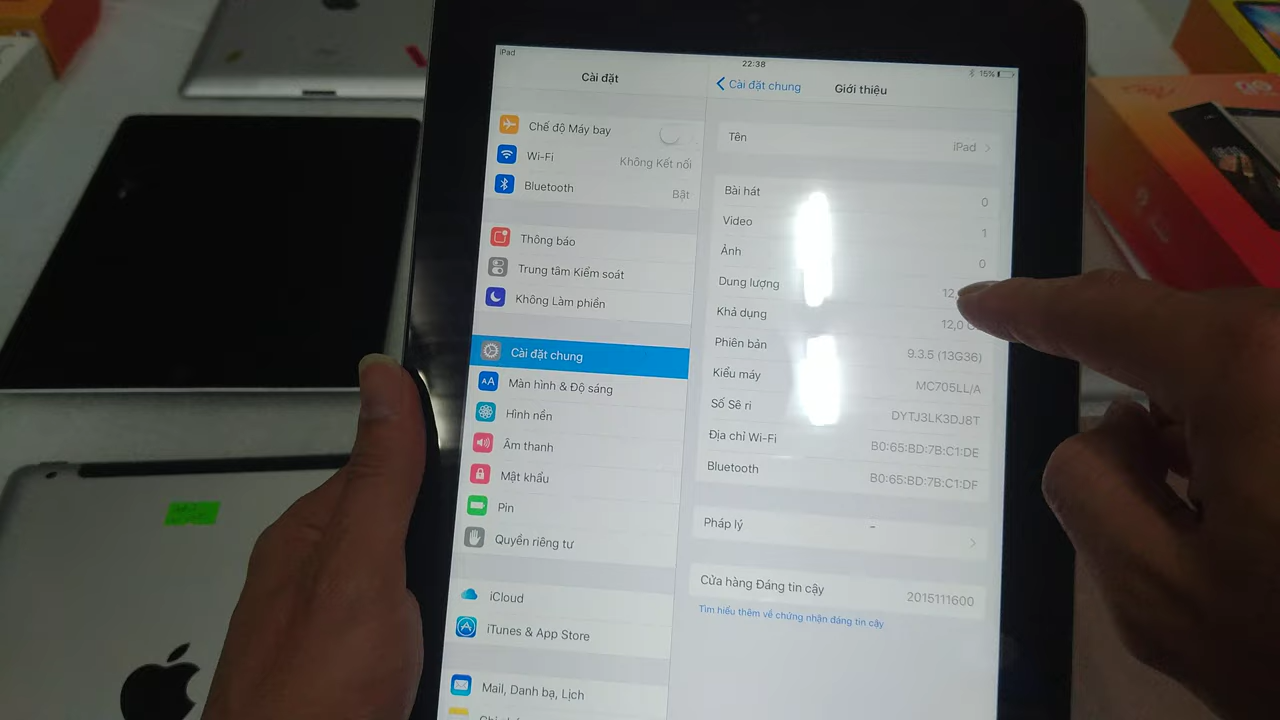 iPad
22:38
15%
Cài đặt
Cài đặt chung
Giới thiệu
Chế độ Máy bay
Wi-Fi
Không Kết nối
Bluetooth
Bật
Thông báo
Trung tâm Kiểm soát
Không Làm phiền
Cài đặt chung
Màn hình & Độ sáng
Hình nền
Âm thanh
Mật khẩu
Pin
Quyền riêng tư
iCloud
iTunes & App Store
Mail, Danh bạ, Lịch
Tên
iPad
Bài hát
0
Video
1
Ảnh
0
Dung lượng
Khả dụng
12,0
Phiên bản
9.3.5 (13G36)
Kiểu máy
MC705LL/A
Số Sê ri
DYTJ3LK3DJ8T
Địa chỉ Wi-Fi
B0:65:BD:7B:C1:DE
Bluetooth
B0:65:BD:7B:C1:DF
Pháp lý
Cửa hàng Đáng tin cậy
2015111600
Tìm hiểu thêm về chứng nhận đáng tin cậy